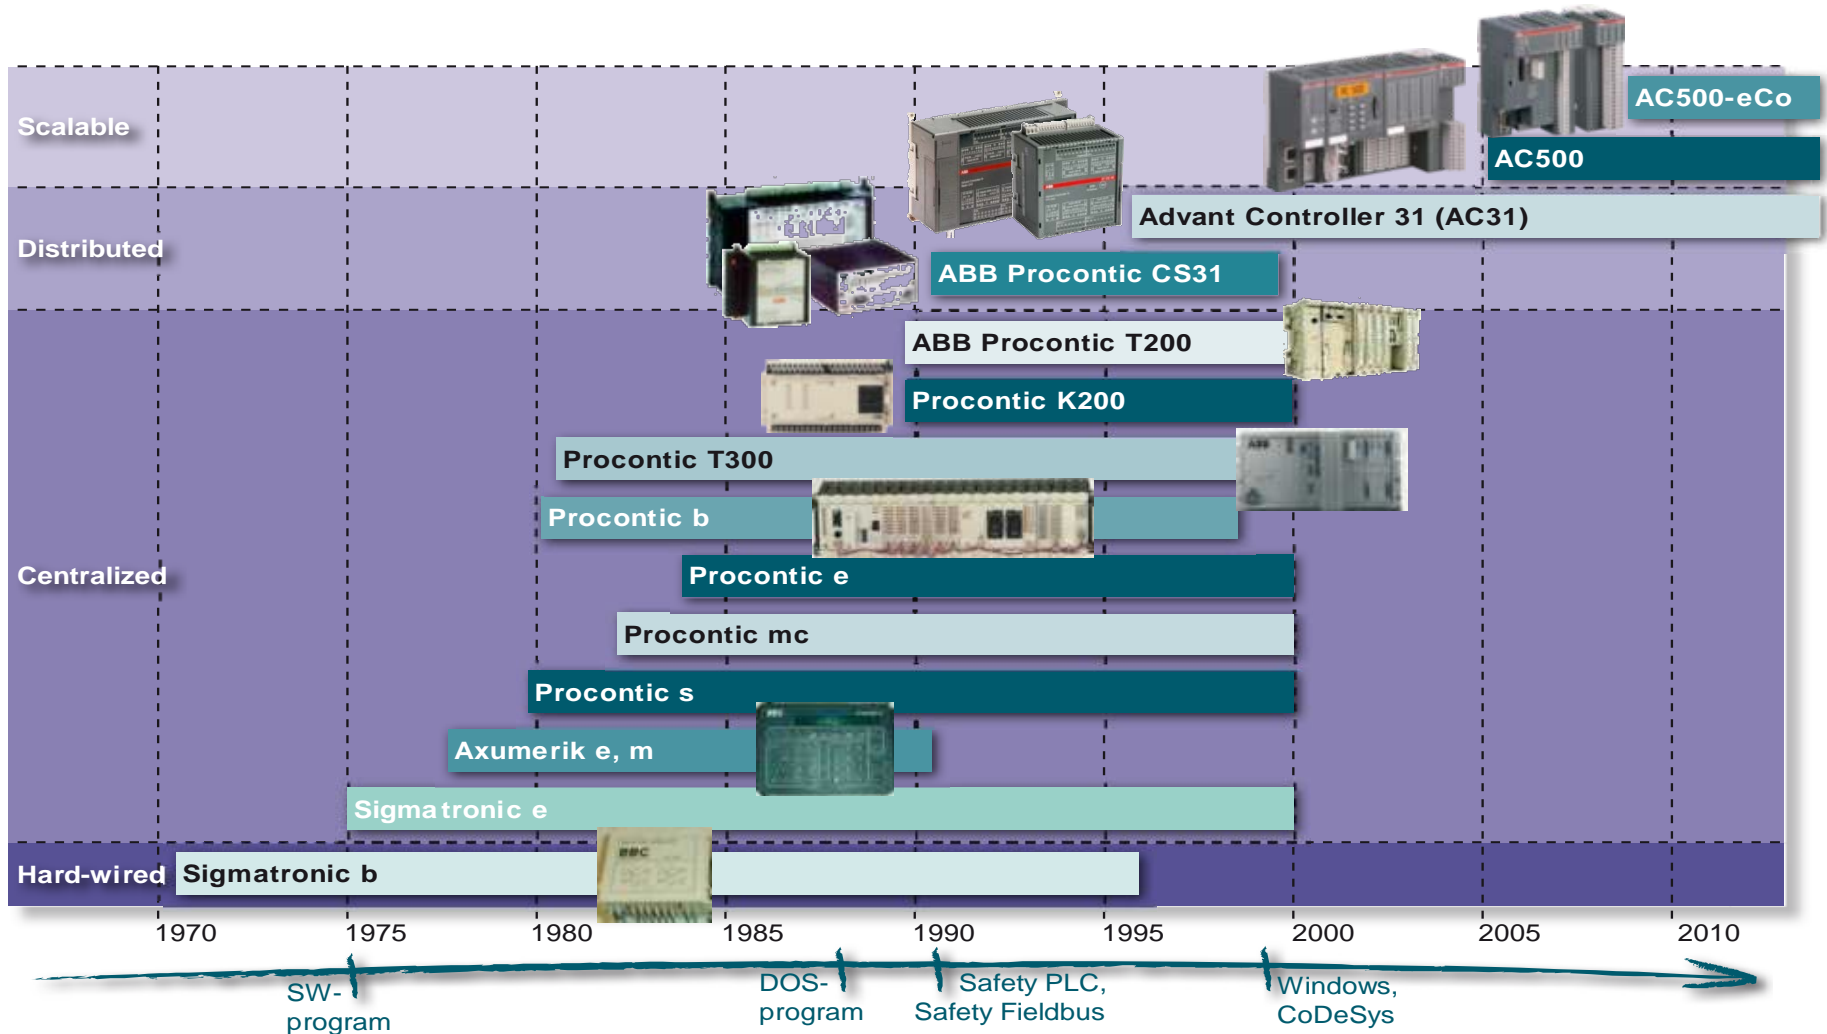 AC500-eCo
Scalable
AC500
Advant Controller 31 (AC31)
Distributed
ABB Procontic CS31
ABB Procontic T200
Procontic K200
Procontic T300
ABB
Procontic b
Centralized
Procontic e
Procontic mc
Procontic s
Axumerik e, m
Sigmatronic e
BBC
Hard-wired
Sigmatronic b
1970 1975 1980 1985 1990 1995 2000 2005 2010
SW-
program
DOS-
program
Safety PLC,
Safety Fieldbus
Windows,
CoDeSys